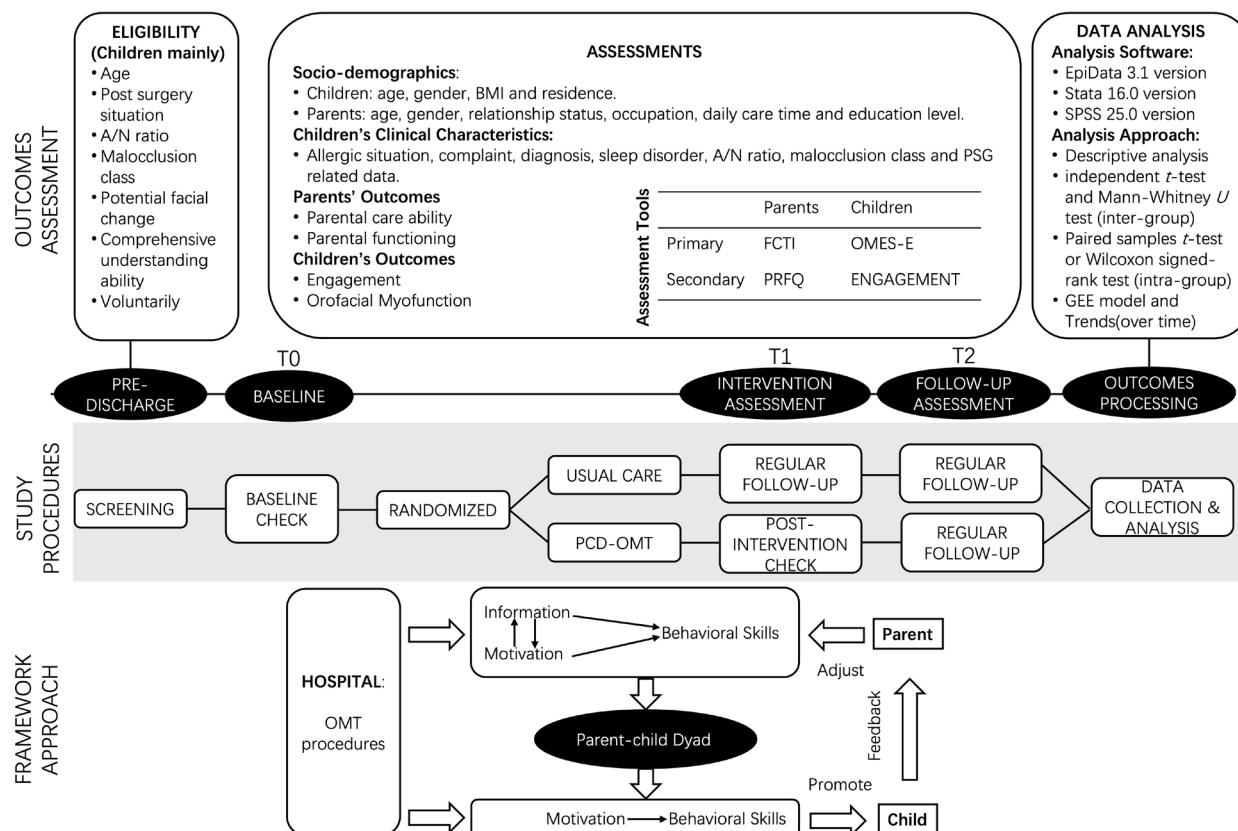 OUTCOMES
ASSESSMENT
ELIGIBILITY
(Children mainly)
• Age
• Post surgery
situation
• A/N ratio
• Malocclusion
class
• Potential facial
change
• Comprehensive
understanding
ability
• Voluntarily
ASSESSMENTS
Socio-demographics:
• Children: age, gender, BMI and residence.
• Parents: age, gender, relationship status, occupation, daily care time and education level.
Children's Clinical Characteristics:
• Allergic situation, complaint, diagnosis, sleep disorder, A/N ratio, malocclusion class and PSG
related data.
Parents' Outcomes
• Parental care ability
• Parental functioning
Children's Outcomes
• Engagement
• Orofacial Myofunction
Assessment Tools
Parents Children
Primary FCTI OMES-E
Secondary PRFQ ENGAGEMENT
DATA ANALYSIS
Analysis Software:
• EpiData 3.1 version
• Stata 16.0 version
• SPSS 25.0 version
Analysis Approach:
• Descriptive analysis
• independent t-test
and Mann-Whitney U
test (inter-group)
• Paired samples t-test
or Wilcoxon signed-
rank test (intra-group)
• GEE model and
Trends(over time)
T0
T1
T2
PRE-
DISCHARGE
BASELINE
INTERVENTION
ASSESSMENT
FOLLOW-UP
ASSESSMENT
OUTCOMES
PROCESSING
STUDY
PROCEDURES
SCREENING
BASELINE
CHECK
RANDOMIZED
USUAL CARE
REGULAR
FOLLOW-UP
REGULAR
FOLLOW-UP
PCD-OMT
POST-
INTERVENTION
CHECK
REGULAR
FOLLOW-UP
DATA
COLLECTION &
ANALYSIS
FRAMEWORK
APPROACH
HOSPITAL:
OMT
procedures
Information
Motivation
Behavioral Skills
Parent
Adjust
Feedback
Parent-child Dyad
Promote
Motivation
Behavioral Skills
Child